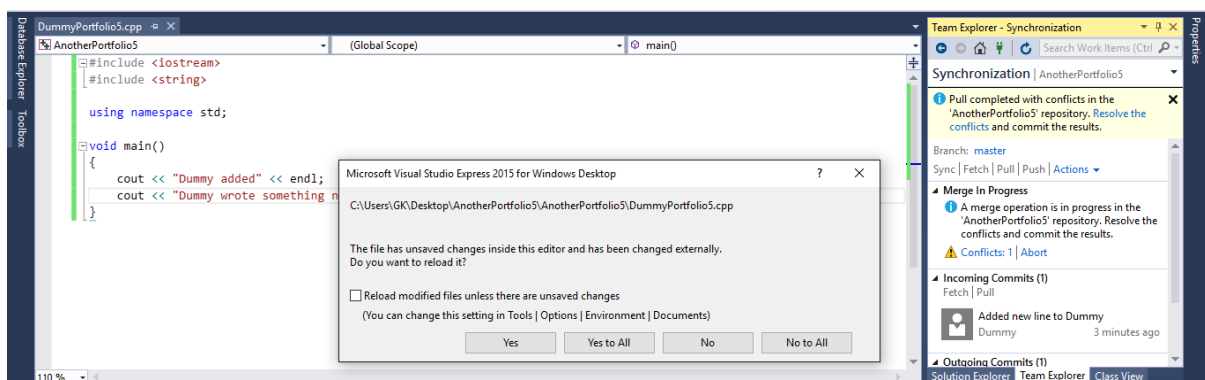 Database Explorer
Toolbox
DummyPortfolio5.cpp
AnotherPortfolio5
(Global Scope)
main()
#include <iostream>
#include <string>
using namespace std;
void main()
{
cout << "Dummy added" << endl;
cout << "Dummy wrote something n
}
110 %
Microsoft Visual Studio Express 2015 for Windows Desktop
? X
C:\Users\GK\Desktop\AnotherPortfolio5\AnotherPortfolio5\DummyPortfolio5.cpp
The file has unsaved changes inside this editor and has been changed externally.
Do you want to reload it?
Reload modified files unless there are unsaved changes
(You can change this setting in Tools | Options | Environment | Documents)
Yes
Yes to All
No
No to All
Team Explorer - Synchronization
Search Work Items (Ctrl
Synchronization | AnotherPortfolio5
Pull completed with conflicts in the
'AnotherPortfolio5' repository. Resolve the
conflicts and commit the results.
Branch: master
Sync | Fetch | Pull | Push | Actions
Merge In Progress
A merge operation is in progress in the
'AnotherPortfolio5' repository. Resolve the
conflicts and commit the results.
Conflicts: 1 | Abort
Incoming Commits (1)
Fetch | Pull
Added new line to Dummy
Dummy 3 minutes ago
Outgoing Commits (1)
Solution Explorer Team Explorer Class View
Properties